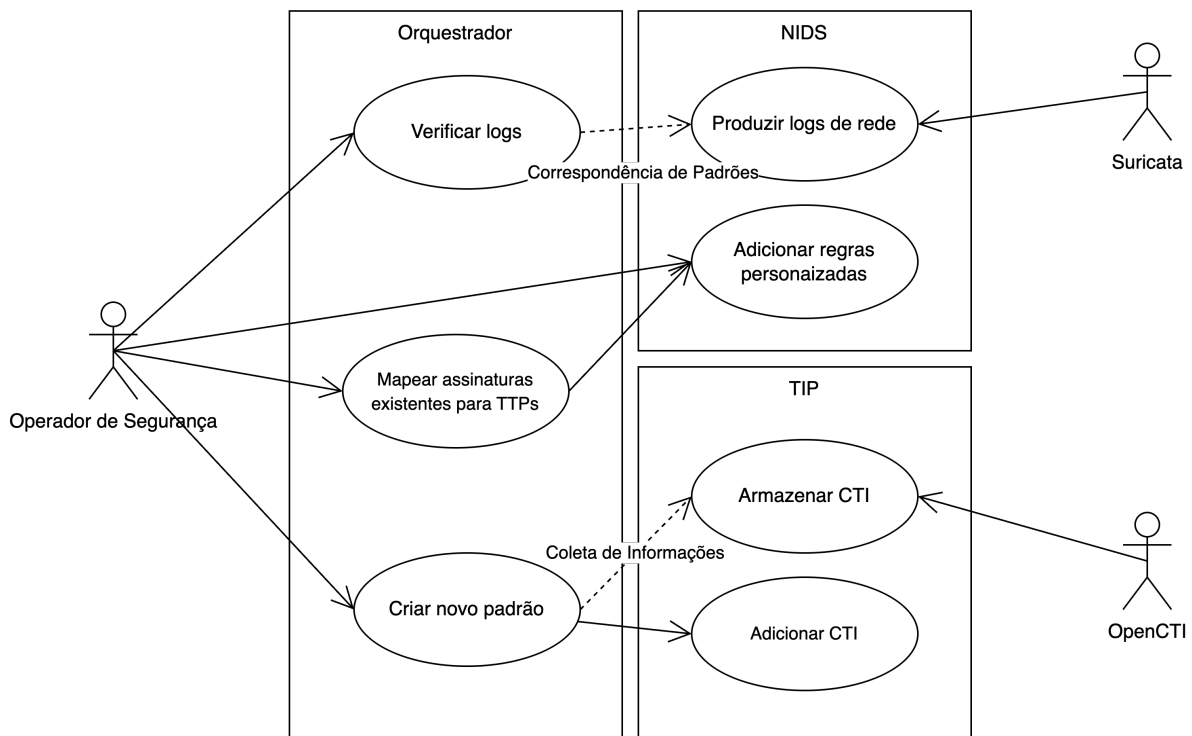 Orquestrador
NIDS
Verificar logs
Produzir logs de rede
Suricata
Correspondência de Padrões
Adicionar regras
personaizadas
Operador de Segurança
Mapear assinaturas
existentes para TTPs
TIP
Armazenar CTI
Coleta de Informações
Criar novo padrão
Adicionar CTI
OpenCTI